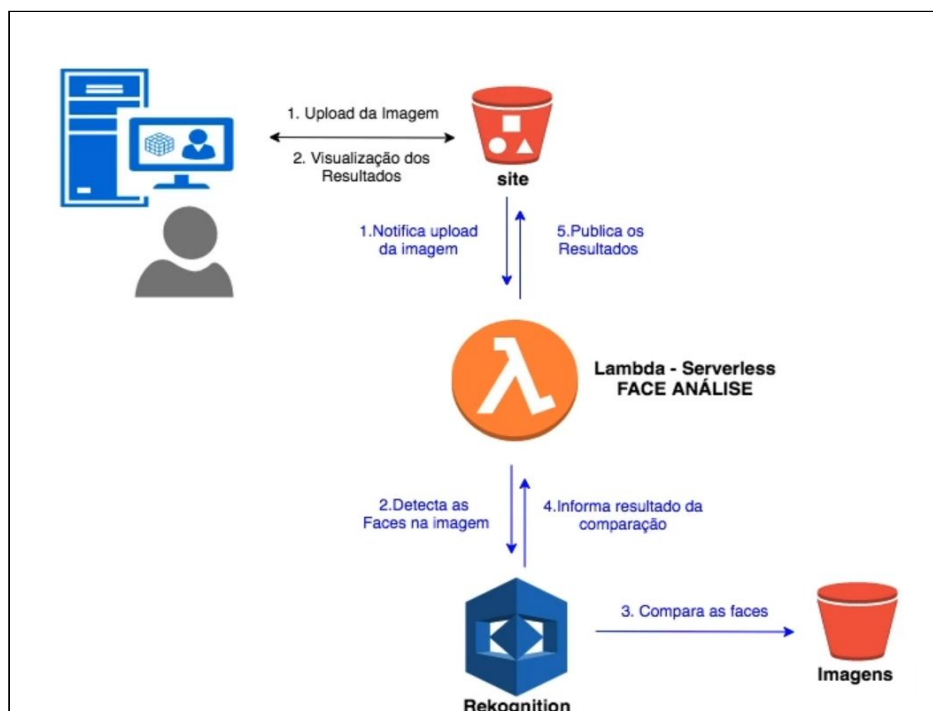 1. Upload da Imagem
2. Visualização dos
Resultados
site
1.Notifica upload
da imagem
5.Publica os
Resultados
Lambda - Serverless
FACE ANÁLISE
2.Detecta as
Faces na imagem
4.Informa resultado da
comparação
3. Compara as faces
Imagens
Rekognition